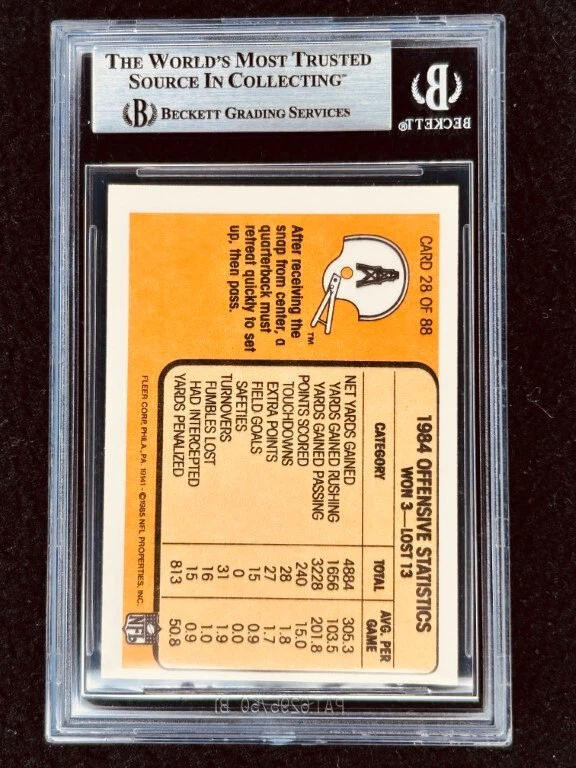 THE WORLD'S MOST TRUSTED
SOURCE IN COLLECTING™
B BECKETT GRADING SERVICES
B
BECKETT®
CARD 28 OF 88
™
After receiving the
snap from center, a
quarterback must
retreat quickly to set
up, then pass.
1984 OFFENSIVE STATISTICS
WON 3—LOST 13
CATEGORY TOTAL AVG. PER GAME
NET YARDS GAINED 4884 305.3
YARDS GAINED RUSHING 1656 103.5
YARDS GAINED PASSING 3228 201.8
POINTS SCORED 240 15.0
TOUCHDOWNS 28 1.8
EXTRA POINTS 27 1.7
FIELD GOALS 15 0.9
SAFETIES 0 0.0
TURNOVERS 31 1.9
FUMBLES LOST 16 1.0
HAD INTERCEPTED 15 0.9
YARDS PENALIZED 813 50.8
FLEER CORP., PHILA., PA. 19141 - ©1985 NFL PROPERTIES, INC.
NFL